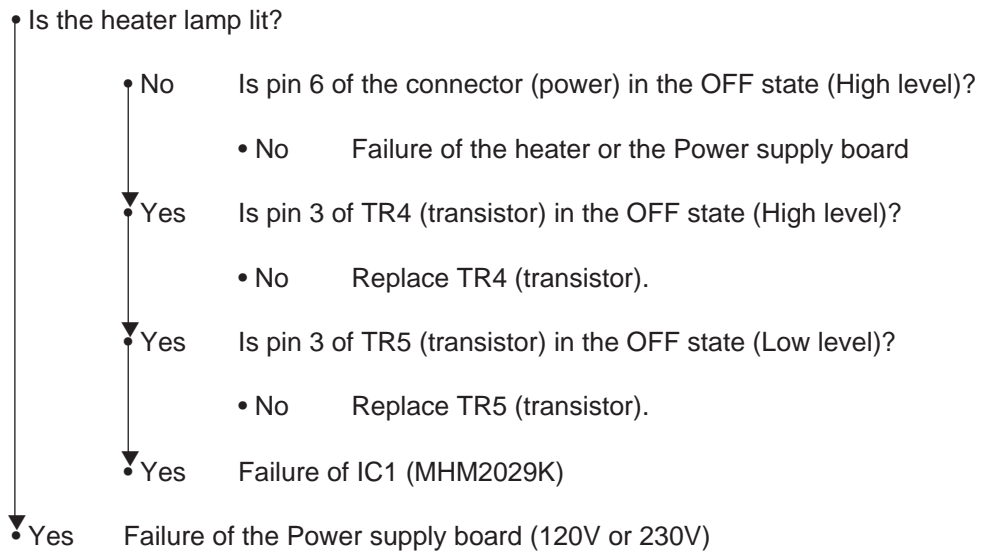 • Is the heater lamp lit?
• No Is pin 6 of the connector (power) in the OFF state (High level)?
• No Failure of the heater or the Power supply board
• Yes Is pin 3 of TR4 (transistor) in the OFF state (High level)?
• No Replace TR4 (transistor).
• Yes Is pin 3 of TR5 (transistor) in the OFF state (Low level)?
• No Replace TR5 (transistor).
• Yes Failure of IC1 (MHM2029K)
• Yes Failure of the Power supply board (120V or 230V)